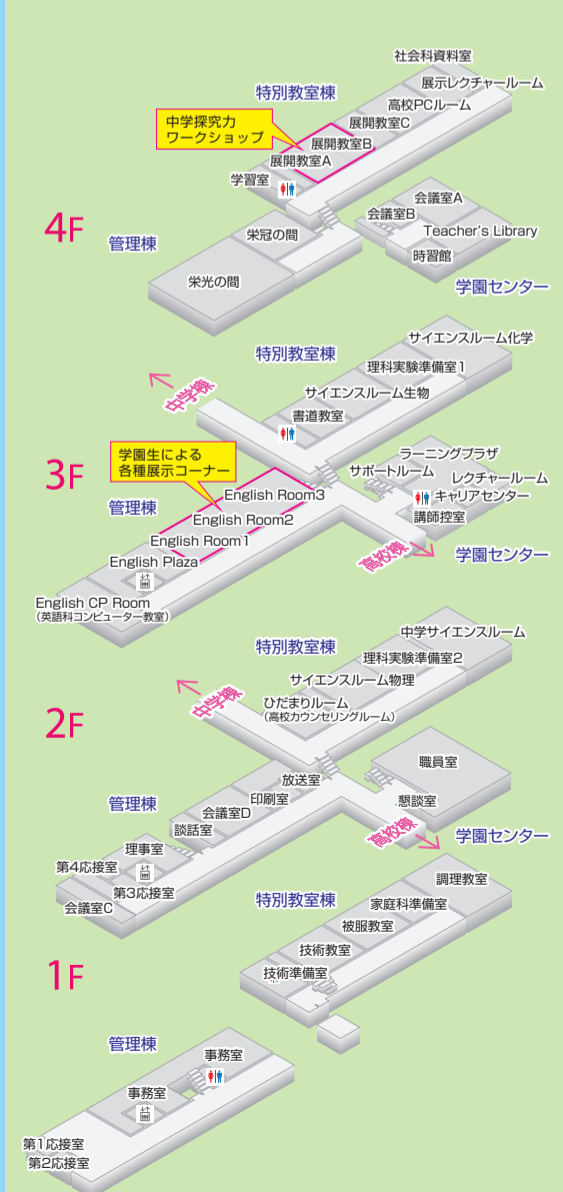 社会科資料室
展示レクチャールーム
特別教室棟
高校PCルーム
中学探究力
ワークショップ
展開教室C
展開教室B
展開教室A
学習室
会議室A
会議室B
4F
管理棟
栄冠の間
Teacher's Library
時習館
栄光の間
学園センター
サイエンスルーム化学
特別教室棟
理科実験準備室1
中学棟
サイエンスルーム生物
書道教室
学園生による
各種展示コーナー
ラーニングプラザ
サポートルーム
レクチャールーム
3F
English Room3
キャリアセンター
管理棟
English Room2
講師控室
English Room1
高校棟
学園センター
English Plaza
English CP Room
(英語科コンピューター教室)
中学サイエンスルーム
特別教室棟
理科実験準備室2
サイエンスルーム物理
中学棟
ひだまりルーム
(高校カウンセリングルーム)
2F
職員室
放送室
印刷室
懇談室
管理棟
会議室D
談話室
高校棟
学園センター
理事室
第4応接室
第3応接室
会議室C
調理教室
特別教室棟
家庭科準備室
被服教室
技術教室
1F
技術準備室
管理棟
事務室
事務室
第1応接室
第2応接室